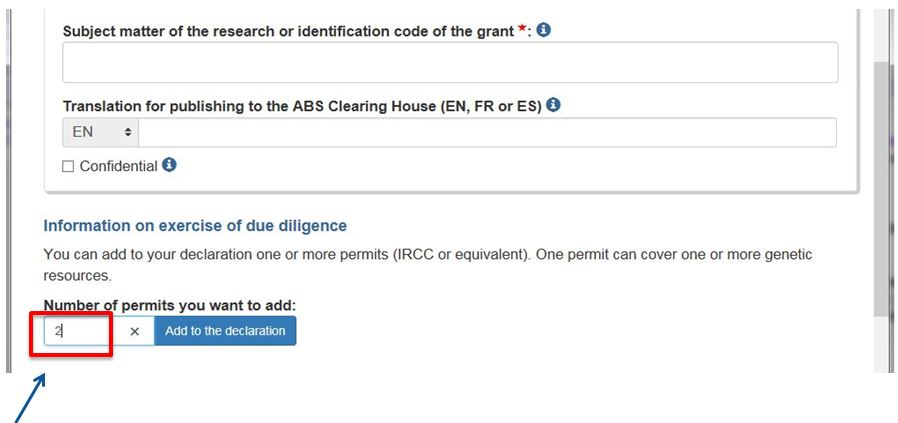 Subject matter of the research or identification code of the grant *:
Translation for publishing to the ABS Clearing House (EN, FR or ES)
EN
Confidential
Information on exercise of due diligence
You can add to your declaration one or more permits (IRCC or equivalent). One permit can cover one or more genetic
resources.
Number of permits you want to add:
2 × Add to the declaration